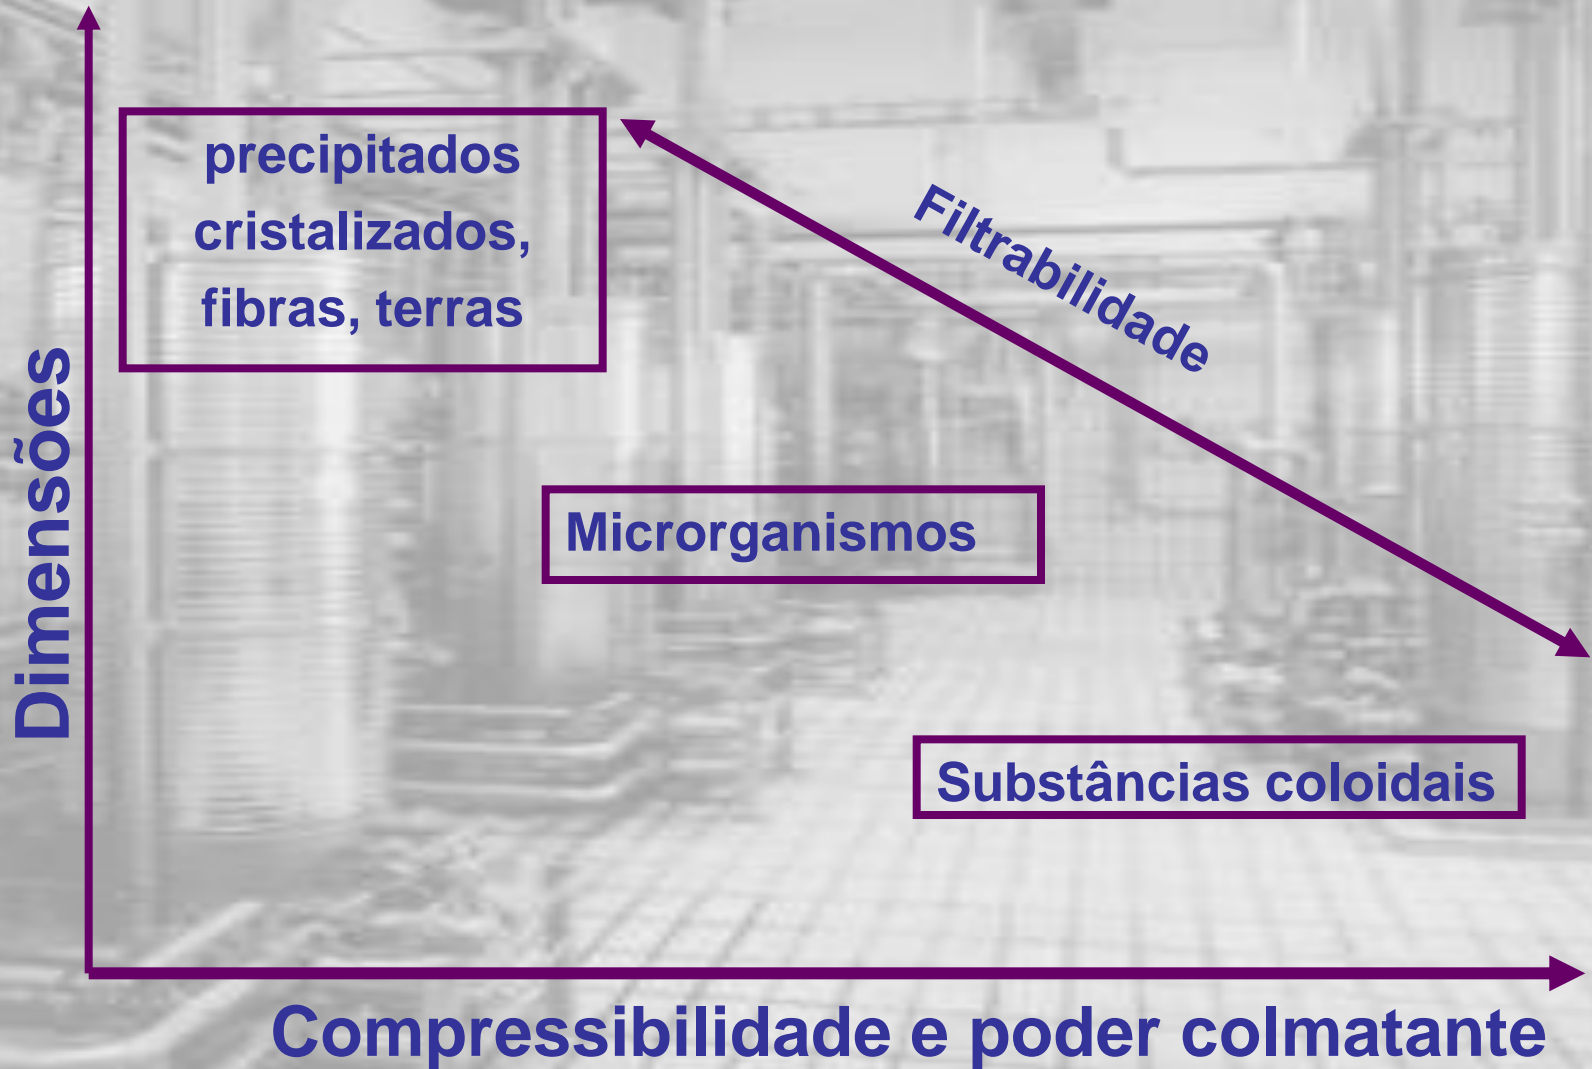 precipitados
cristalizados,
fibras, terras
Filtrabilidade
Dimensões
Microrganismos
Substâncias coloidais
Compressibilidade e poder colmatante